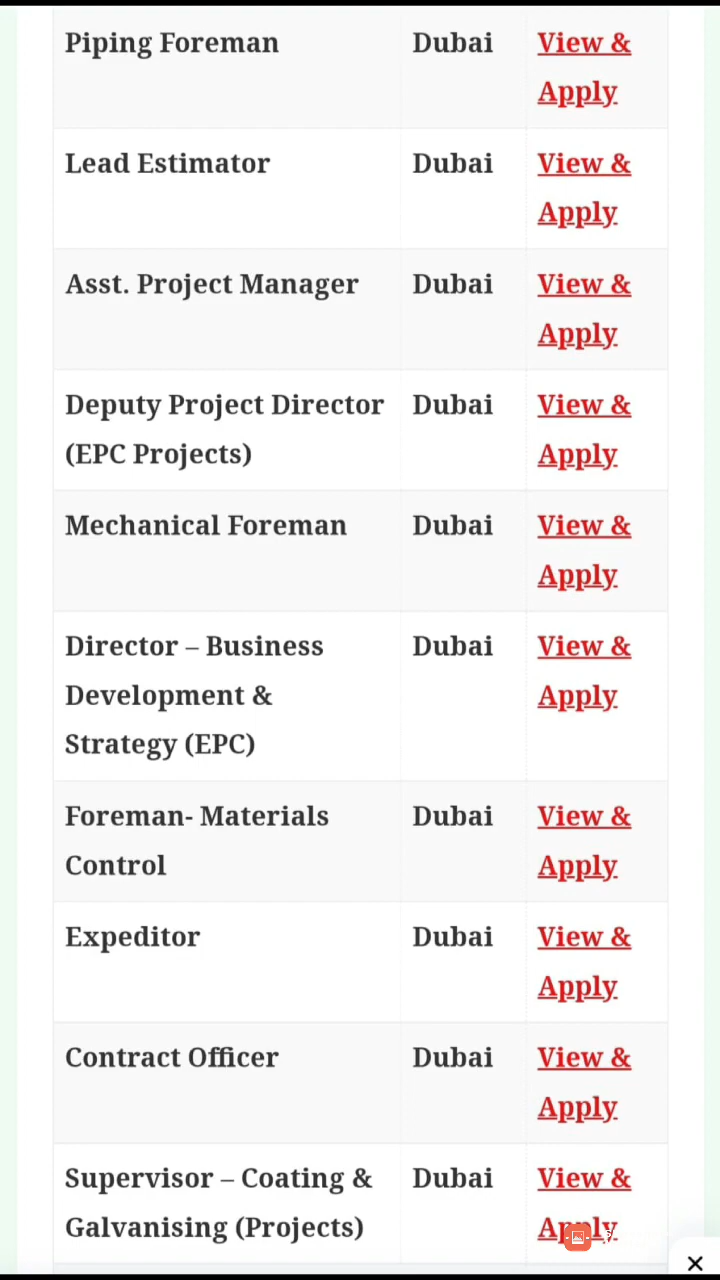 Piping Foreman Dubai View &
Apply
Lead Estimator Dubai View &
Apply
Asst. Project Manager Dubai View &
Apply
Deputy Project Director Dubai View &
(EPC Projects) Apply
Mechanical Foreman Dubai View &
Apply
Director – Business Dubai View &
Development & Apply
Strategy (EPC)
Foreman- Materials Dubai View &
Control Apply
Expeditor Dubai View &
Apply
Contract Officer Dubai View &
Apply
Supervisor – Coating & Dubai View &
Galvanising (Projects) Apply